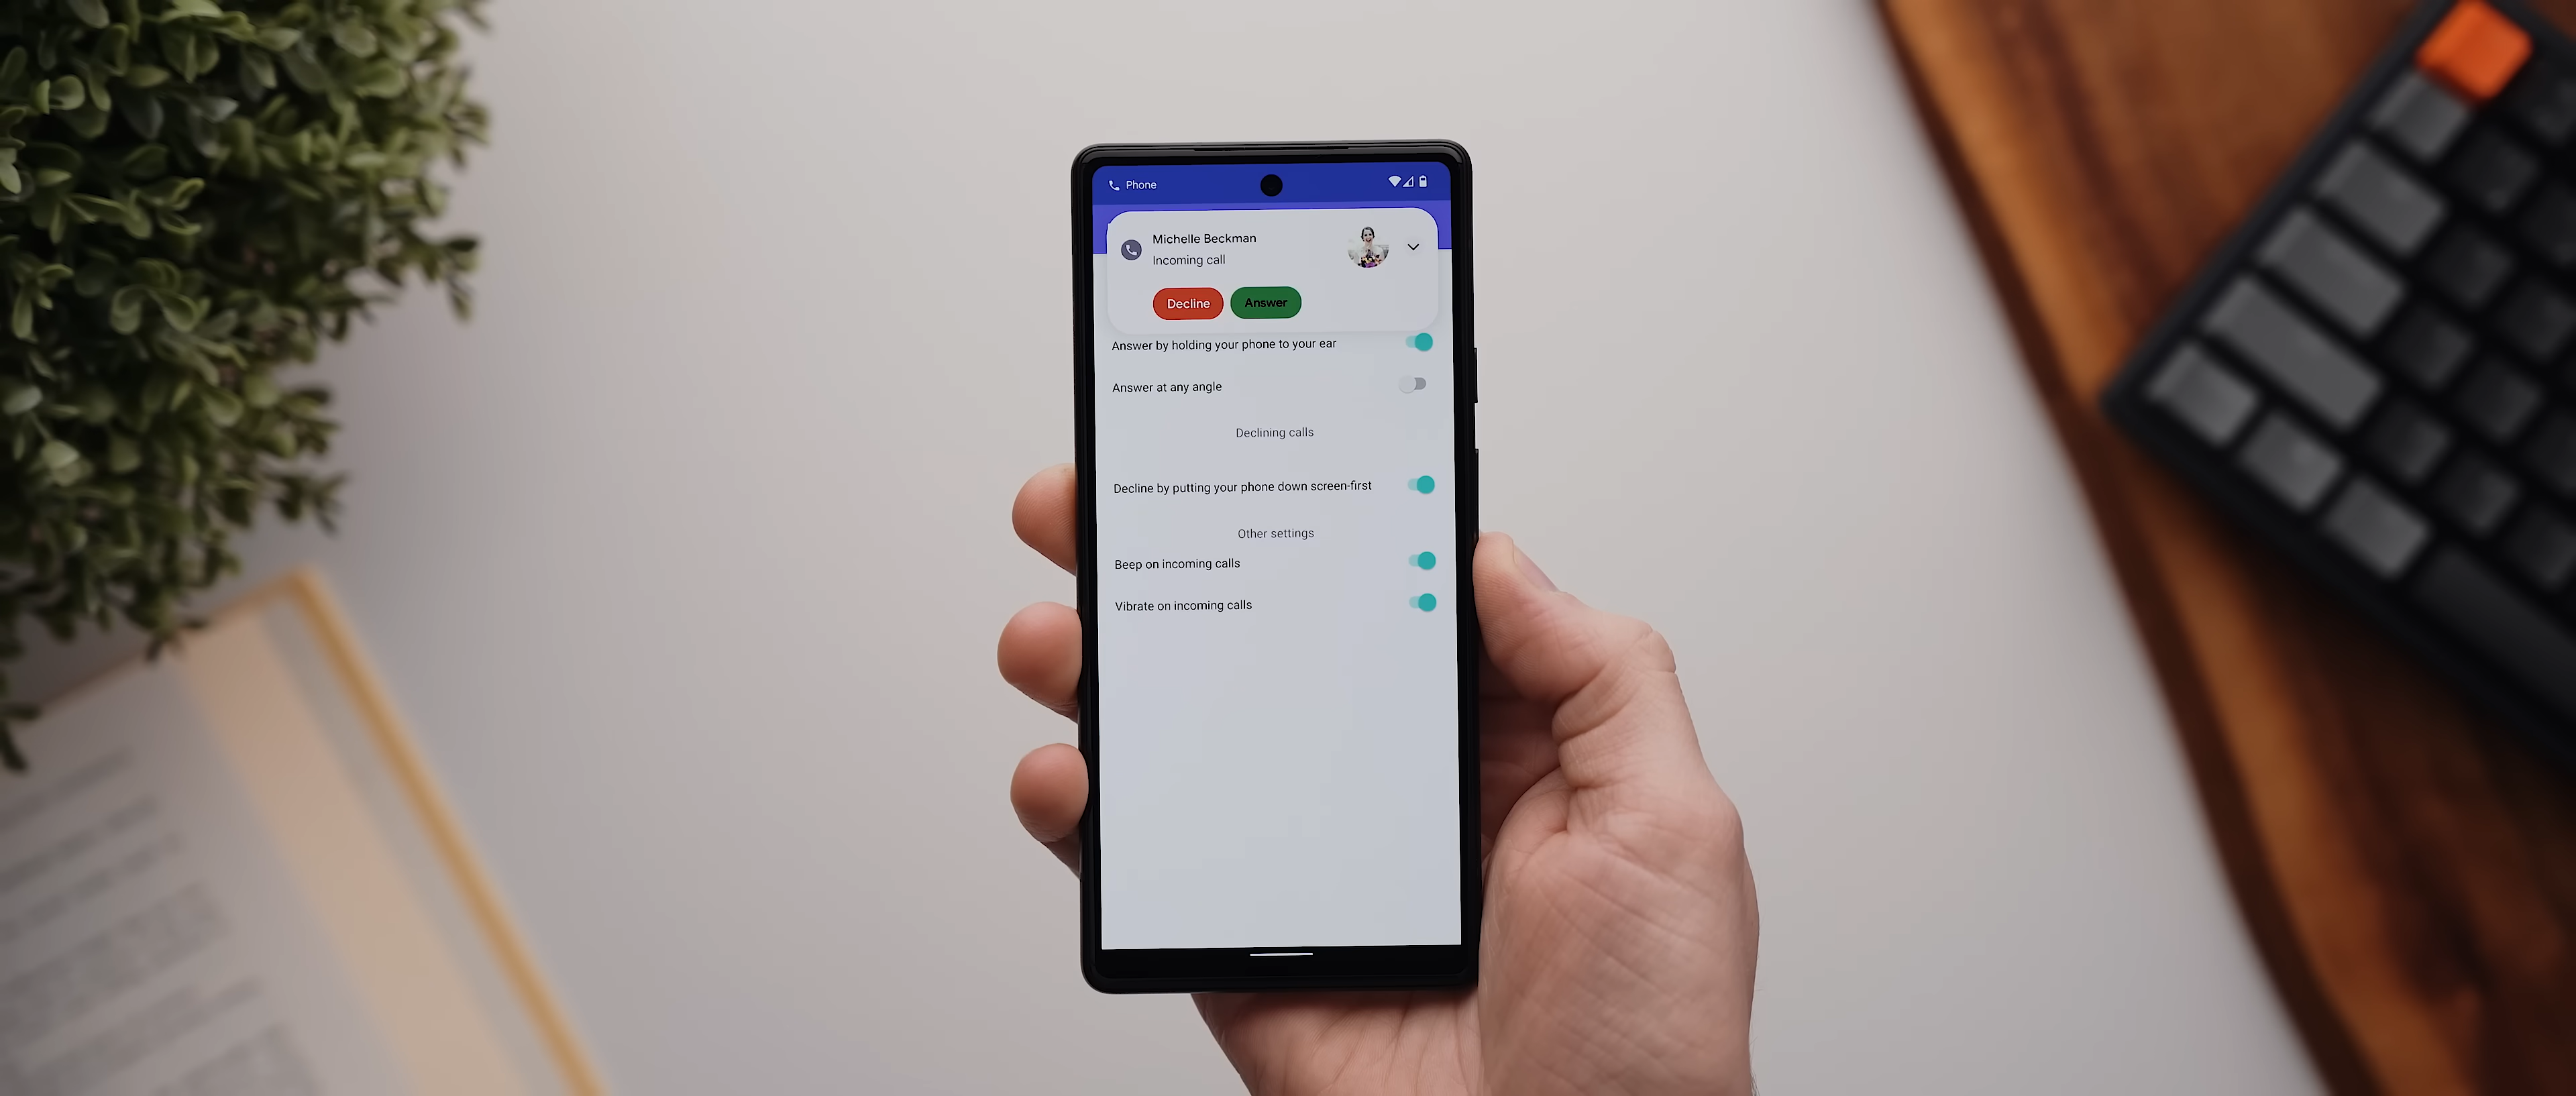 Phone
Michelle Beckman
Incoming call
Decline Answer
Answer by holding your phone to your ear
Answer at any angle
Declining calls
Decline by putting your phone down screen-first
Other settings
Beep on incoming calls
Vibrate on incoming calls